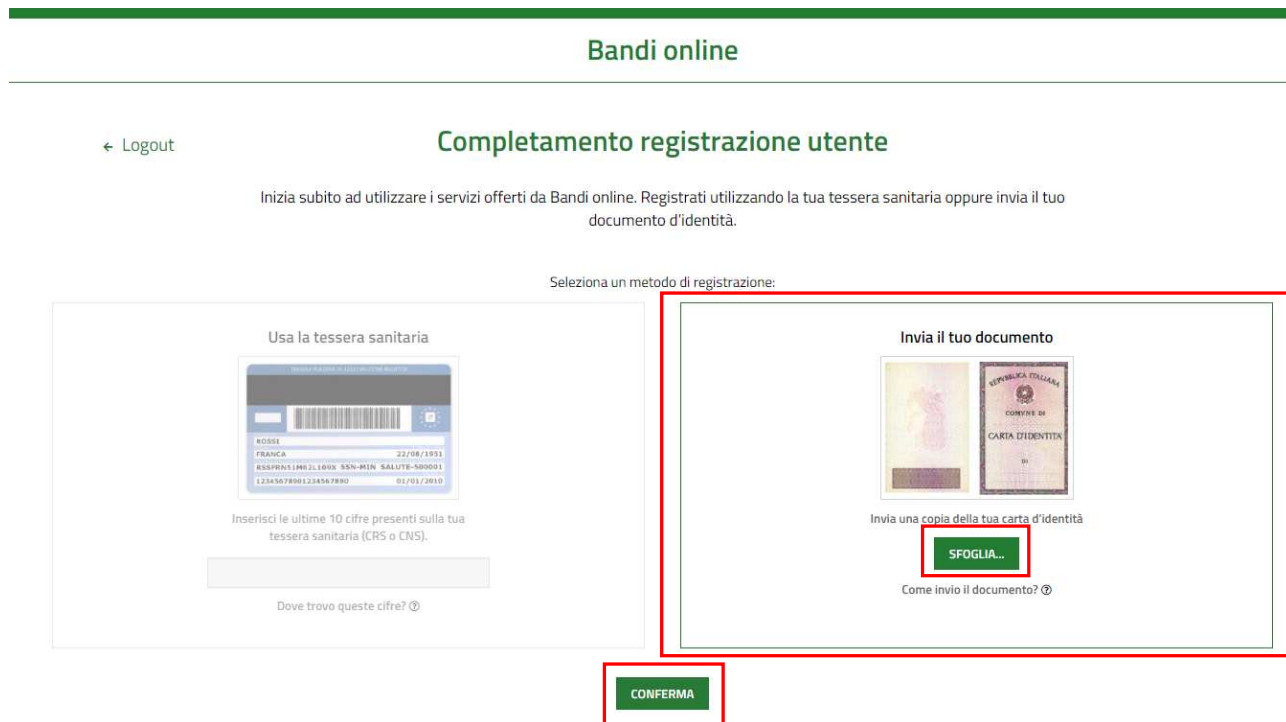 Bandi online
← Logout
Completamento registrazione utente
Inizia subito ad utilizzare i servizi offerti da Bandi online. Registrati utilizzando la tua tessera sanitaria oppure invia il tuo
documento d'identità.
Seleziona un metodo di registrazione:
Usa la tessera sanitaria
ROSSI
FRANCA 22/08/1951
SSN-MIN SALUTE-500001
12345678901234567890 01/01/2010
Inserisci le ultime 10 cifre presenti sulla tua
tessera sanitaria (CRS o CNS).
Dove trovo queste cifre?
Invia il tuo documento
REPVBBLICA ITALIANA
COMVNE DI
CARTA D'IDENTITA
DI
Invia una copia della tua carta d'identità
SFOGLIA...
Come invio il documento?
CONFERMA